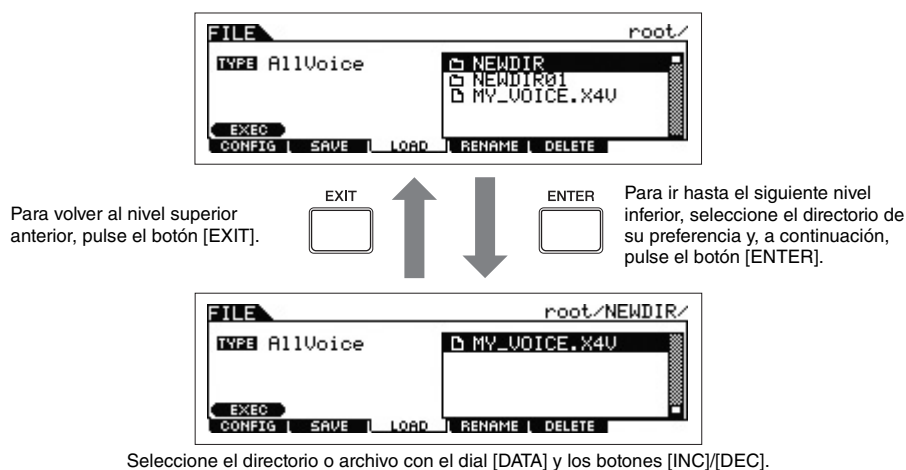 FILE root/
TYPE AllVoice
NEWDIR
NEWDIR01
MY_VOICE.X4V
EXEC
CONFIG SAVE LOAD RENAME DELETE
Para volver al nivel superior
anterior, pulse el botón [EXIT].
EXIT
ENTER
Para ir hasta el siguiente nivel
inferior, seleccione el directorio de
su preferencia y, a continuación,
pulse el botón [ENTER].
FILE root/NEWDIR/
TYPE AllVoice
MY_VOICE.X4V
EXEC
CONFIG SAVE LOAD RENAME DELETE
Seleccione el directorio o archivo con el dial [DATA] y los botones [INC]/[DEC].